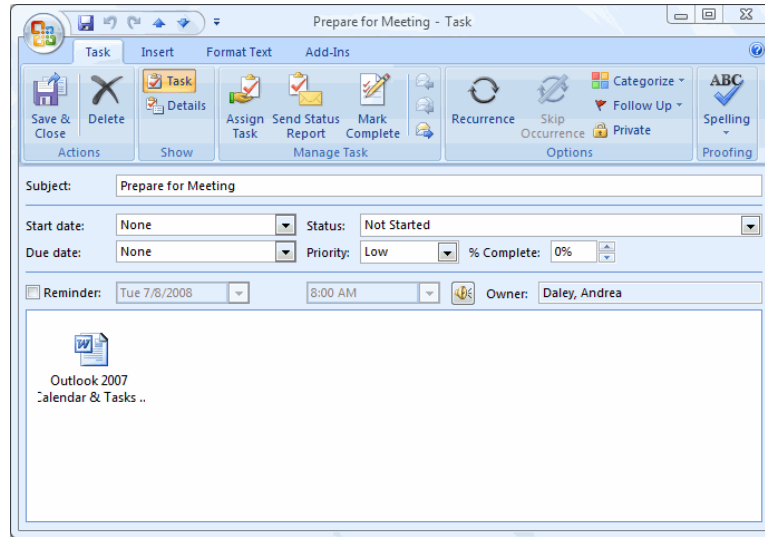 Prepare for Meeting - Task
Task Insert Format Text Add-Ins
Save & Close
Delete
Task
Details
Assign Task
Send Status Report
Mark Complete
Recurrence
Skip Occurrence
Categorize
Follow Up
Private
ABC
Spelling
Actions Show Manage Task Options Proofing
Subject: Prepare for Meeting
Start date: None Status: Not Started
Due date: None Priority: Low % Complete: 0%
Reminder: Tue 7/8/2008 8:00 AM Owner: Daley, Andrea
W
Outlook 2007
Calendar & Tasks ..